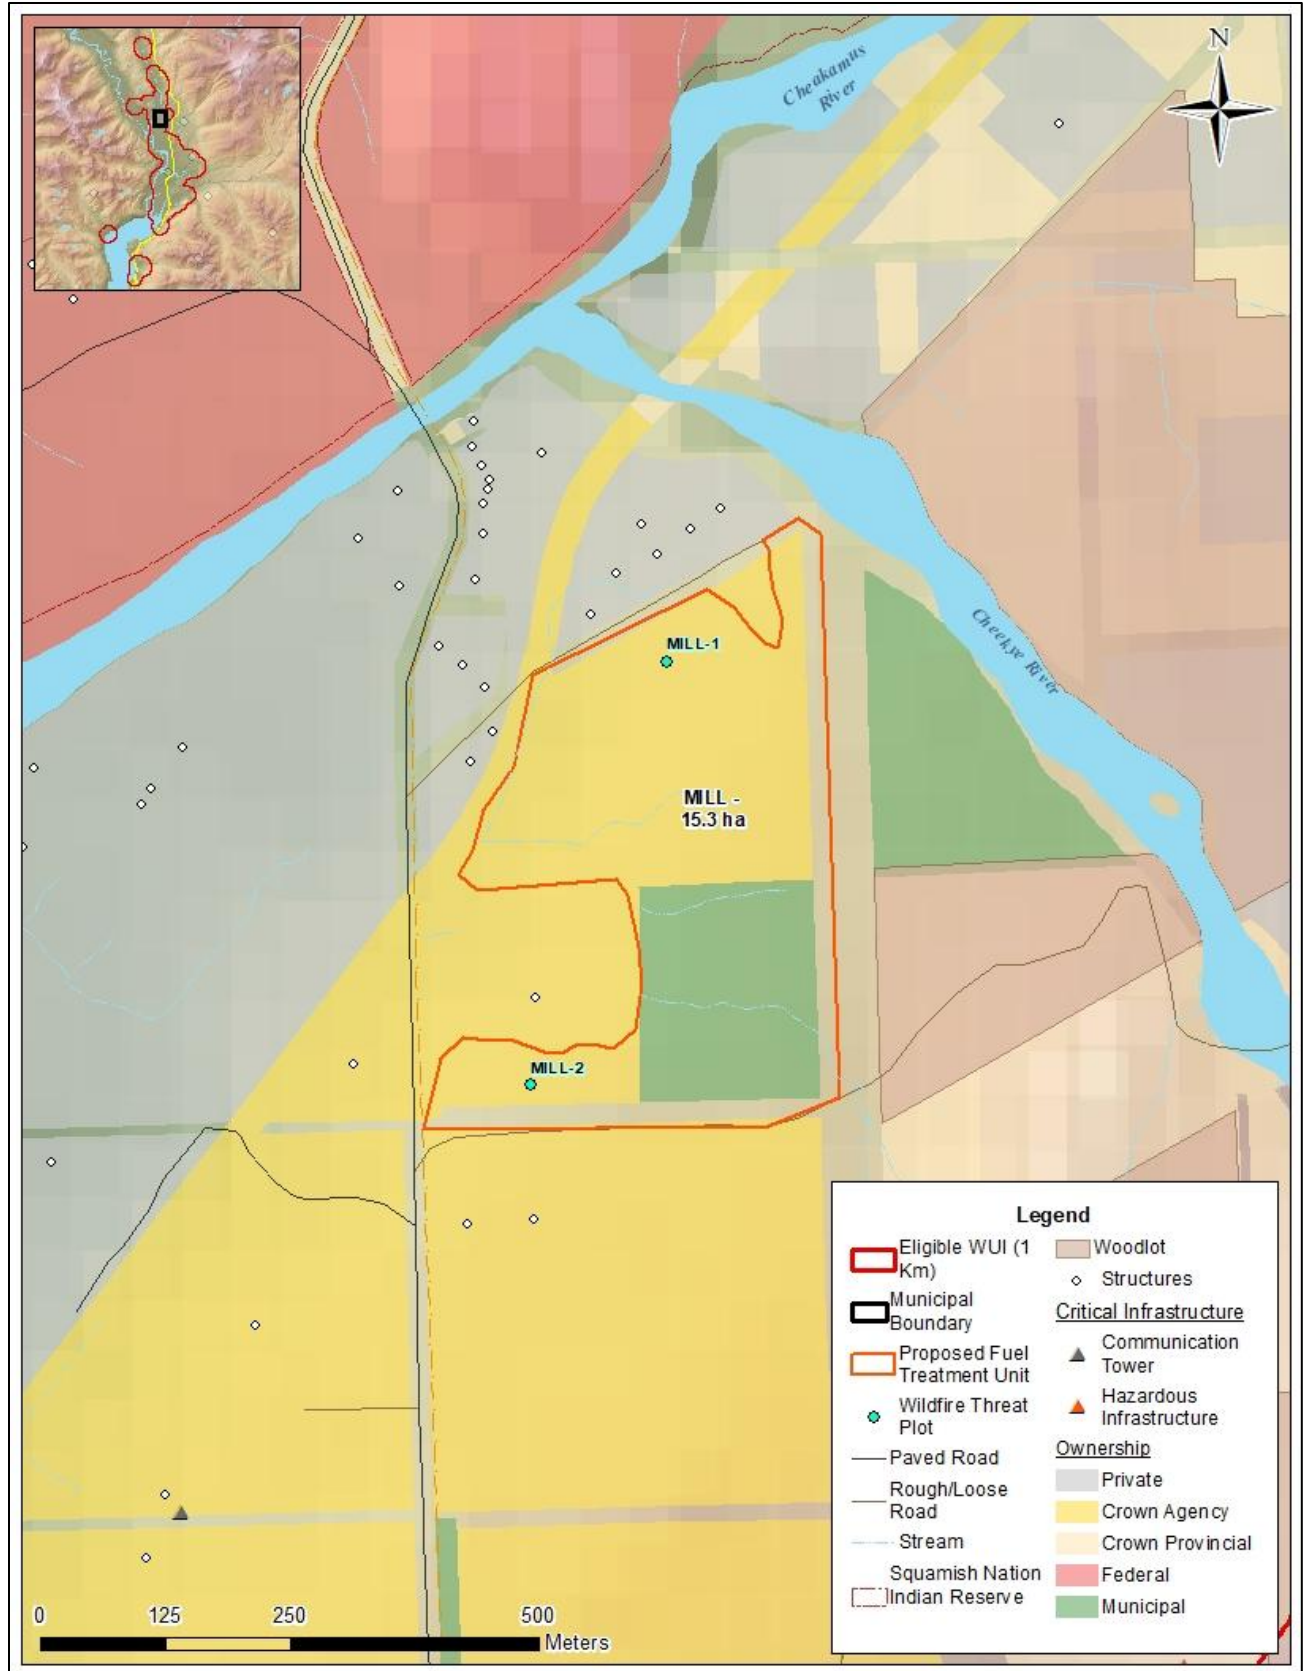 N
Cheakamus
River
MILL-1
Cheekye River
MILL -
15.3 ha
MILL-2
Legend
Eligible WUI (1
Km)
Municipal
Boundary
Proposed Fuel
Treatment Unit
Wildfire Threat
Plot
Paved Road
Rough/Loose
Road
Stream
Squamish Nation
Indian Reserve
Woodlot
Structures
Critical Infrastructure
Communication
Tower
Hazardous
Infrastructure
Ownership
Private
Crown Agency
Crown Provincial
Federal
Municipal
0 125 250 500
Meters